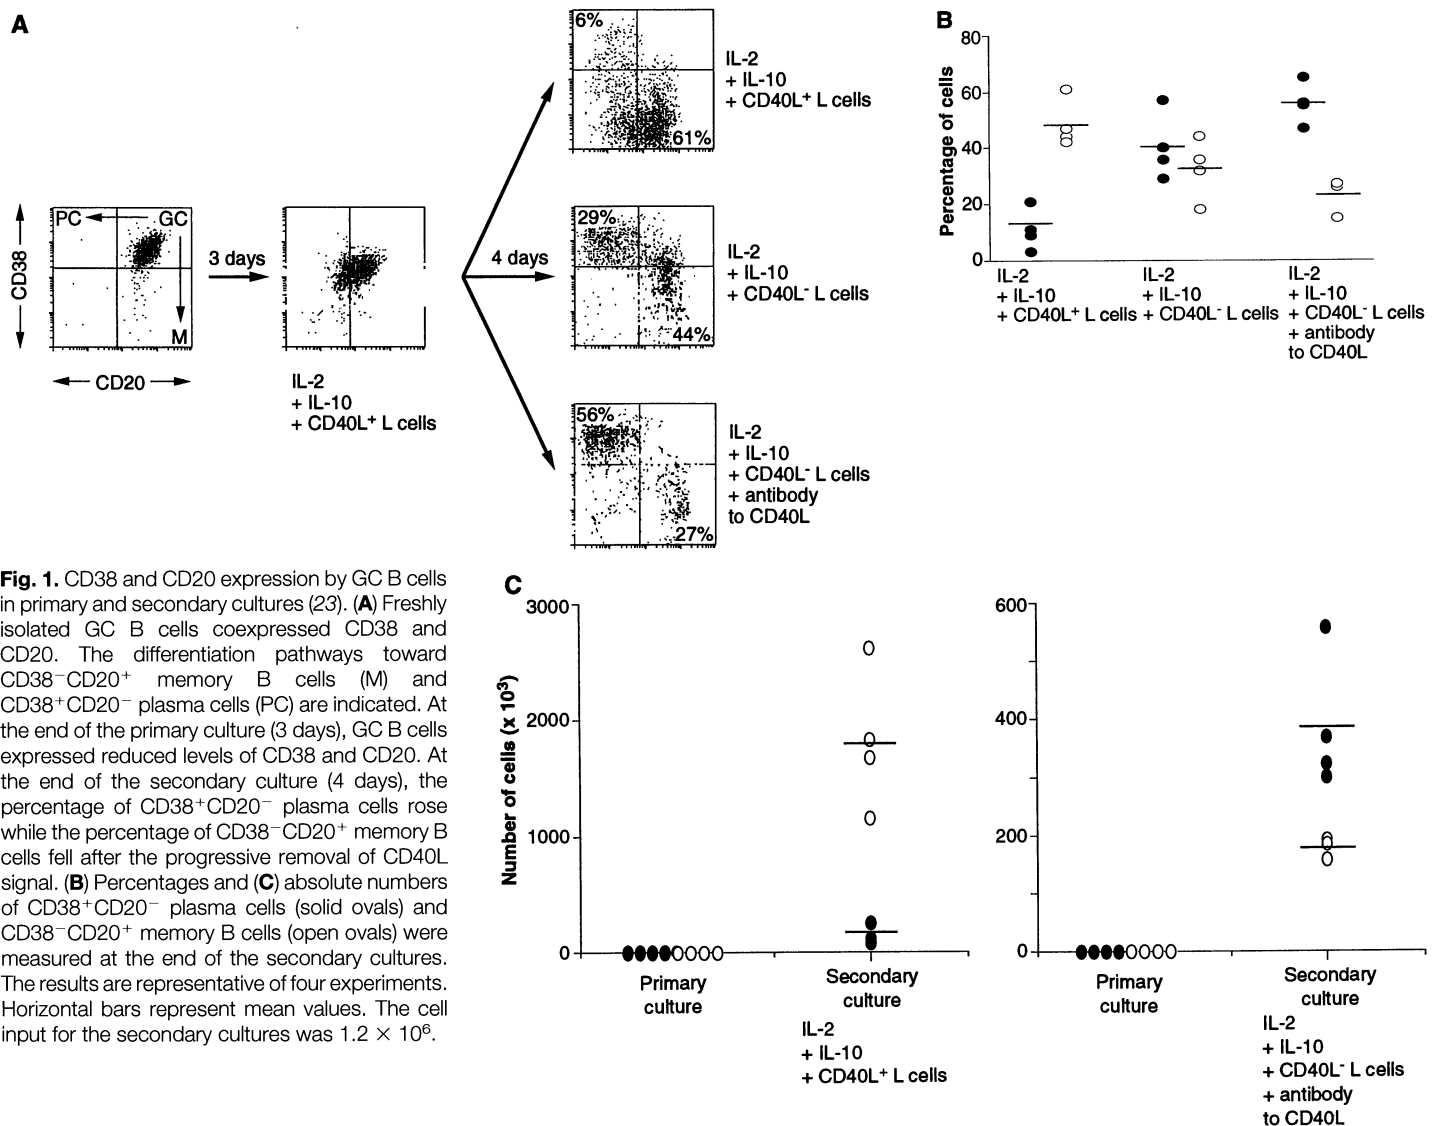 A
6%
61%
IL-2
+ IL-10
+ CD40L+ L cells
CD38
PC
GC
M
CD20
3 days
IL-2
+ IL-10
+ CD40L+ L cells
4 days
29%
44%
IL-2
+ IL-10
+ CD40L- L cells
56%
27%
IL-2
+ IL-10
+ CD40L- L cells
+ antibody
to CD40L
B
Percentage of cells
80
60
40
20
0
IL-2
+ IL-10
+ CD40L+ L cells
IL-2
+ IL-10
+ CD40L- L cells
IL-2
+ IL-10
+ CD40L- L cells
+ antibody
to CD40L
Fig. 1. CD38 and CD20 expression by GC B cells
in primary and secondary cultures (23). (A) Freshly
isolated GC B cells coexpressed CD38 and
CD20. The differentiation pathways toward
CD38−CD20+ memory B cells (M) and
CD38+CD20− plasma cells (PC) are indicated. At
the end of the primary culture (3 days), GC B cells
expressed reduced levels of CD38 and CD20. At
the end of the secondary culture (4 days), the
percentage of CD38+CD20− plasma cells rose
while the percentage of CD38−CD20+ memory B
cells fell after the progressive removal of CD40L
signal. (B) Percentages and (C) absolute numbers
of CD38+CD20− plasma cells (solid ovals) and
CD38−CD20+ memory B cells (open ovals) were
measured at the end of the secondary cultures.
The results are representative of four experiments.
Horizontal bars represent mean values. The cell
input for the secondary cultures was 1.2 × 10⁶.
C
Number of cells (x 10³)
3000
2000
1000
0
Primary
culture
Secondary
culture
IL-2
+ IL-10
+ CD40L+ L cells
600
400
200
0
Primary
culture
Secondary
culture
IL-2
+ IL-10
+ CD40L- L cells
+ antibody
to CD40L